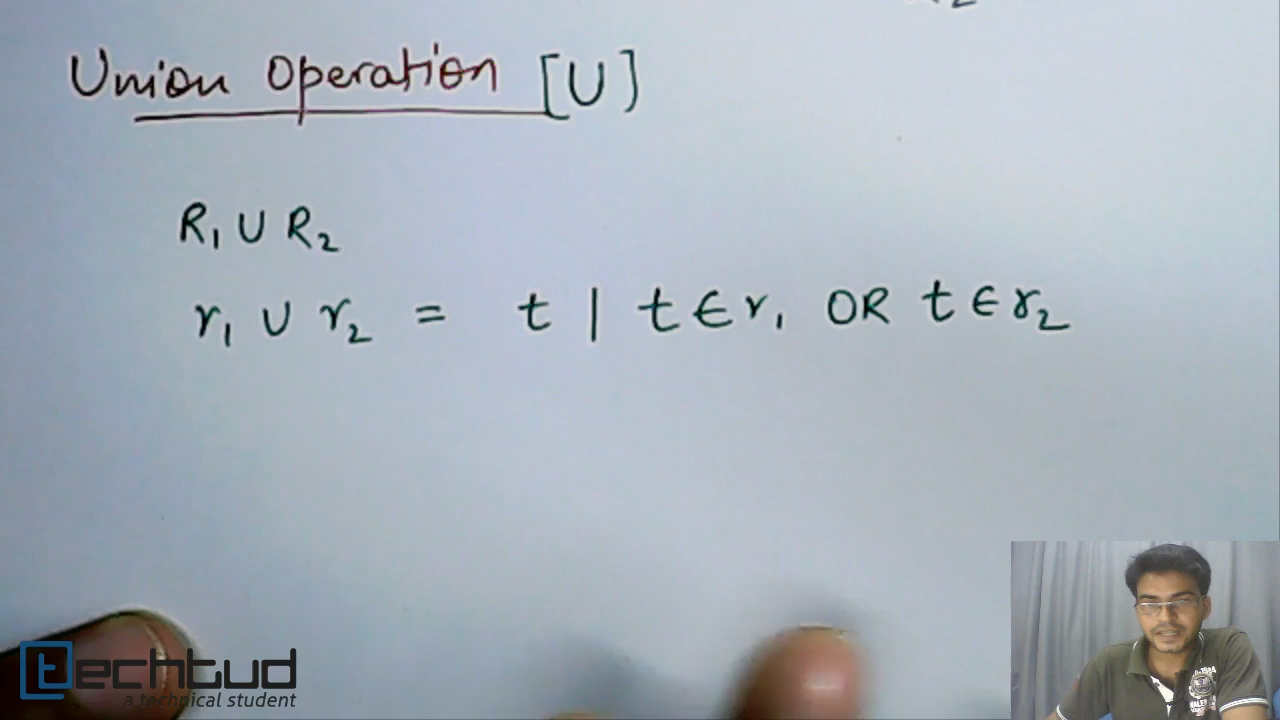 Union Operation [U]
R₁ ∪ R₂
r₁ ∪ r₂ = t | t ∈ r₁ OR t ∈ r₂
techtud
a technical student